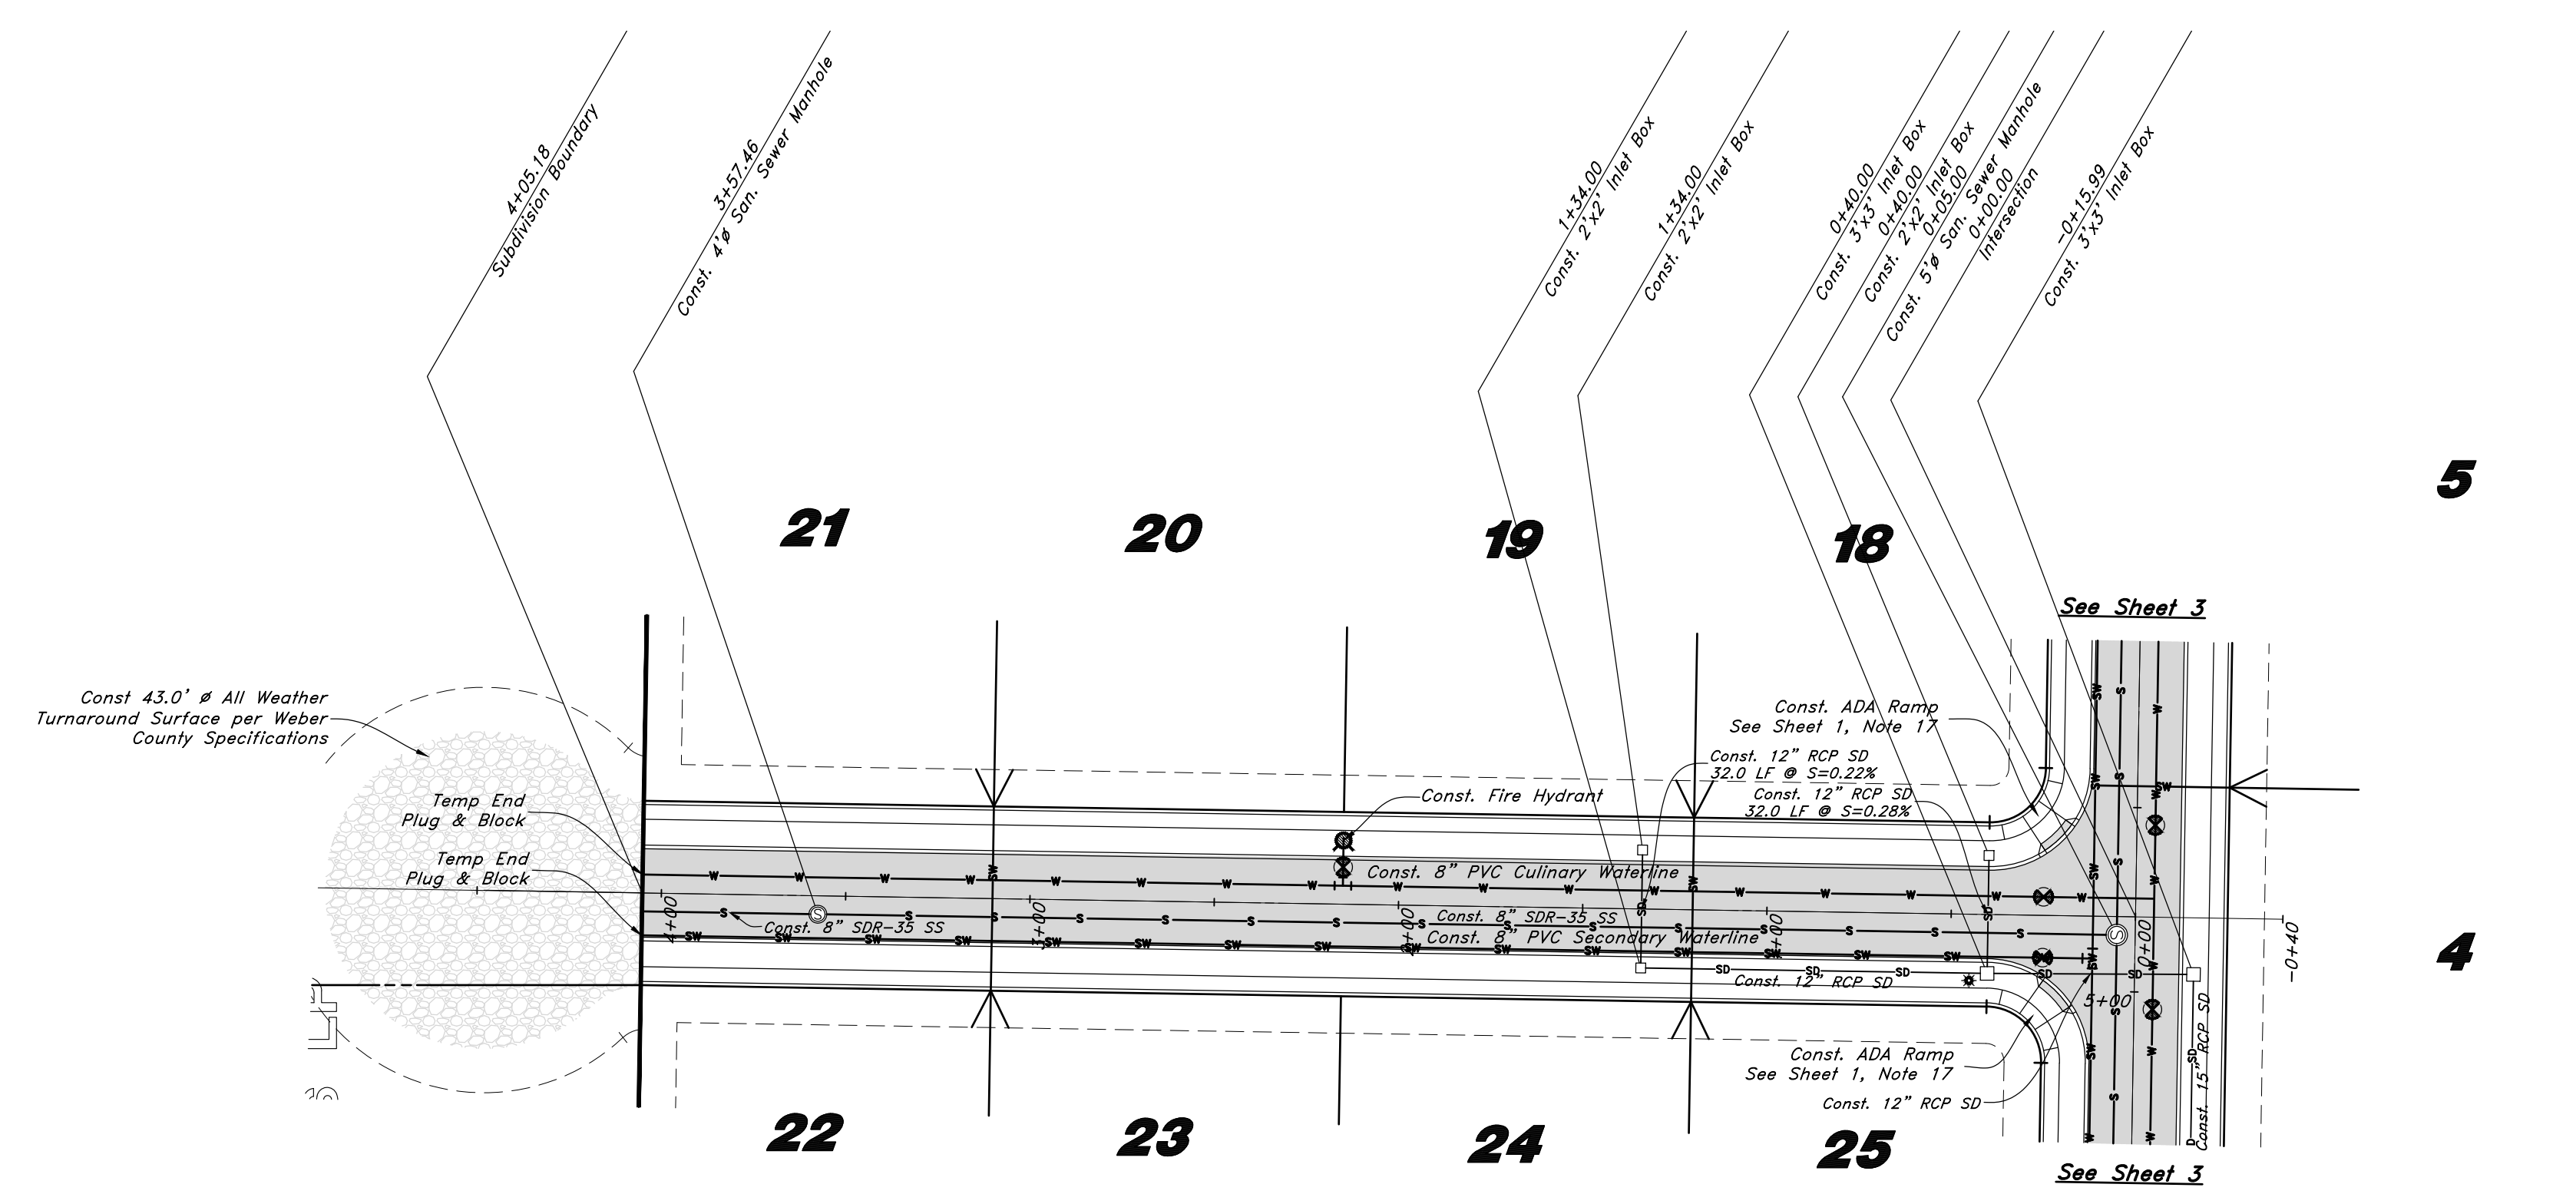 4+05.18
Subdivision Boundary
3+57.46
Const. 4'ø San. Sewer Manhole
1+34.00
Const. 2'x2' Inlet Box
1+34.00
Const. 2'x2' Inlet Box
0+40.00
Const. 3'x3' Inlet Box
0+40.00
Const. 2'x2' Inlet Box
0+05.00
Const. 5'ø San. Sewer Manhole
0+00.00
Intersection
-0+15.99
Const. 3'x3' Inlet Box
21
20
19
18
5
See Sheet 3
Const 43.0' ø All Weather
Turnaround Surface per Weber
County Specifications
Const. ADA Ramp
See Sheet 1, Note 17
Const. 12" RCP SD
32.0 LF @ S=0.22%
Const. 12" RCP SD
32.0 LF @ S=0.28%
Const. Fire Hydrant
Temp End
Plug & Block
Temp End
Plug & Block
Const. 8" PVC Culinary Waterline
Const. 8" SDR-35 SS
Const. 8" SDR-35 SS
Const. 8" PVC Secondary Waterline
4+00
3+00
2+00
1+00
0+00
-0+40
Const. 12" RCP SD
5+00
4
Const. 15" RCP SD
Const. ADA Ramp
See Sheet 1, Note 17
Const. 12" RCP SD
22
23
24
25
See Sheet 3